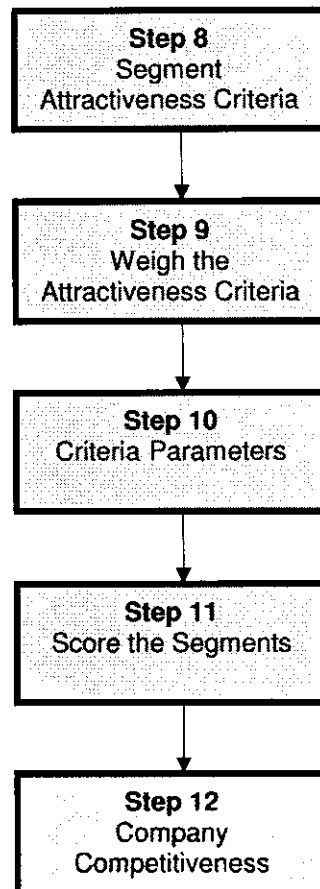 Step 8
Segment
Attractiveness Criteria
Step 9
Weigh the
Attractiveness Criteria
Step 10
Criteria Parameters
Step 11
Score the Segments
Step 12
Company
Competitiveness